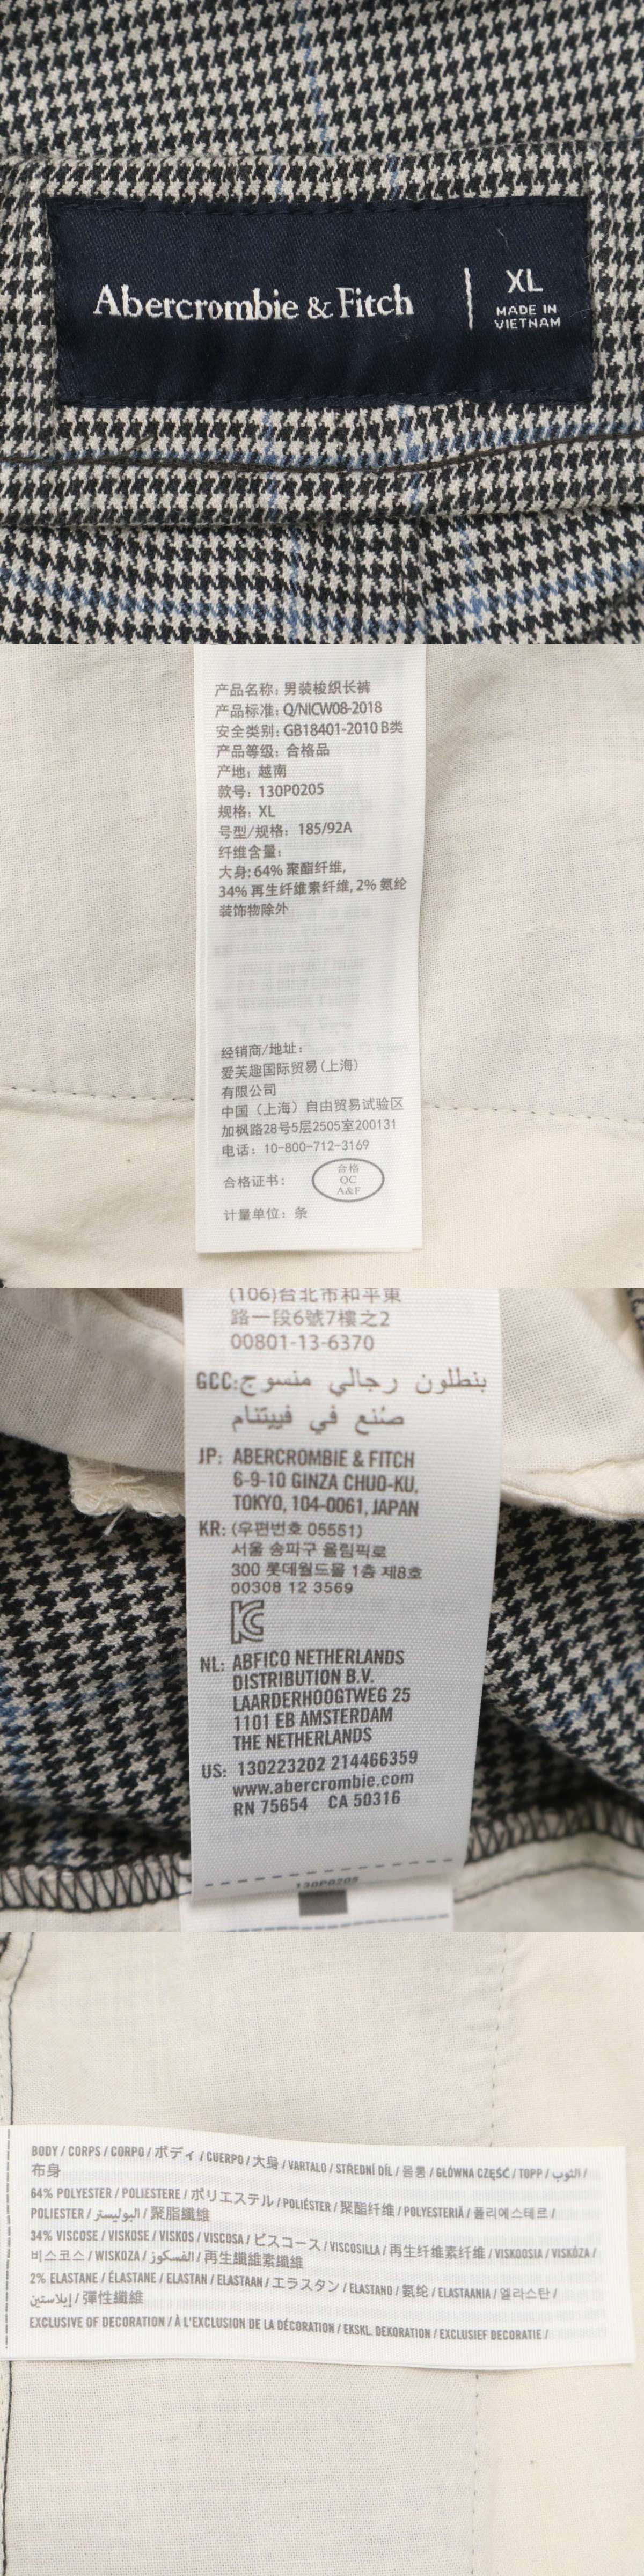 Abercrombie & Fitch
XL
MADE IN
VIETNAM
产品名称: 男装梭织长裤
产品标准: Q/NICW08-2018
安全类别: GB18401-2010 B类
产品等级: 合格品
产地: 越南
款号: 130P0205
规格: XL
号型/规格: 185/92A
纤维含量:
大身: 64% 聚酯纤维,
34% 再生纤维素纤维, 2% 氨纶
装饰物除外
经销商/地址:
爱芙趣国际贸易(上海)
有限公司
中国（上海）自由贸易试验区
加枫路28号5层2505室200131
电话: 10-800-712-3169
合格证书:
合格
QC
A&F
计量单位: 条
(106)台北市和平東
路一段6號7樓之2
00801-13-6370
GCC: بنطلون رجالي منسوج
صُنع في فييتنام
JP: ABERCROMBIE & FITCH
6-9-10 GINZA CHUO-KU,
TOKYO, 104-0061, JAPAN
KR: (우편번호 05551)
서울 송파구 올림픽로
300 롯데월드몰 1층 제8호
00308 12 3569
KC
NL: ABFICO NETHERLANDS
DISTRIBUTION B.V.
LAARDERHOOGTWEG 25
1101 EB AMSTERDAM
THE NETHERLANDS
US: 130223202 214466359
www.abercrombie.com
RN 75654 CA 50316
130P0205
BODY / CORPS / CORPO / ボディ / CUERPO / 大身 / VARTALO / STŘEDNÍ DÍL / 몸통 / GŁÓWNA CZĘŚĆ / TOPP / الثوب /
布身
64% POLYESTER / POLIESTERE / ポリエステル / POLIÉSTER / 聚酯纤维 / POLYESTERIÄ / 폴리에스테르 /
POLIESTER / البوليستر / 聚脂纖維
34% VISCOSE / VISKOSE / VISKOS / VISCOSA / ビスコース / VISCOSILLA / 再生纤维素纤维 / VISKOOSIA / VISKÓZA /
비스코스 / WISKOZA / الفسكوز / 再生纖維素纖維
2% ELASTANE / ÉLASTANE / ELASTAN / ELASTAAN / エラスタン / ELASTANO / 氨纶 / ELASTAANIA / 엘라스탄 /
إيلاستين / 彈性纖維
EXCLUSIVE OF DECORATION / À L'EXCLUSION DE LA DÉCORATION / EKSKL. DEKORATION / EXCLUSIEF DECORATIE /